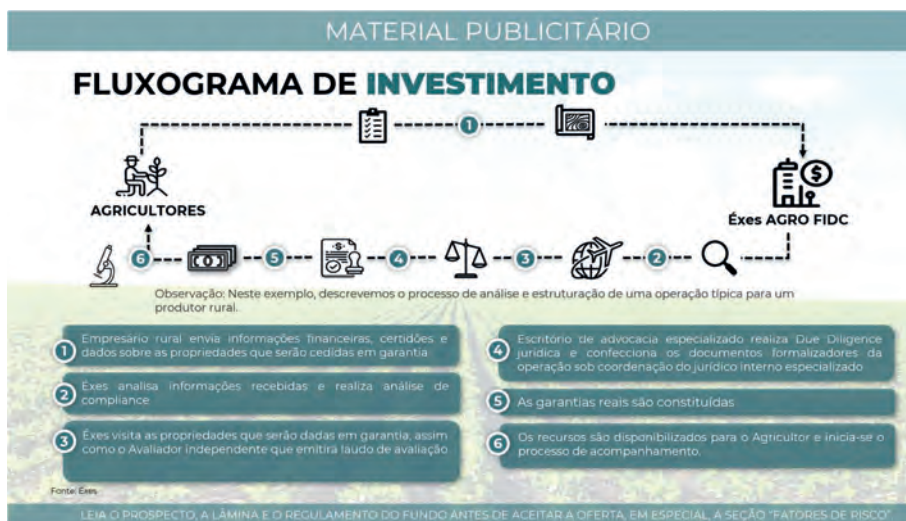 MATERIAL PUBLICITÁRIO
FLUXOGRAMA DE INVESTIMENTO
1
AGRICULTORES
Éxes AGRO FIDC
6
5
4
3
2
Observação: Neste exemplo, descrevemos o processo de análise e estruturação de uma operação típica para um
produtor rural.
1
Empresário rural envia informações financeiras, certidões e
dados sobre as propriedades que serão cedidas em garantia
2
Éxes analisa informações recebidas e realiza análise de
compliance
3
Éxes visita as propriedades que serão dadas em garantia, assim
como o Avaliador independente que emitirá laudo de avaliação
4
Escritório de advocacia especializado realiza Due Diligence
jurídica e confecciona os documentos formalizadores da
operação sob coordenação do jurídico interno especializado
5
As garantias reais são constituídas
6
Os recursos são disponibilizados para o Agricultor e inicia-se o
processo de acompanhamento.
Fonte: Éxes
LEIA O PROSPECTO, A LÂMINA E O REGULAMENTO DO FUNDO ANTES DE ACEITAR A OFERTA, EM ESPECIAL, A SEÇÃO "FATORES DE RISCO"